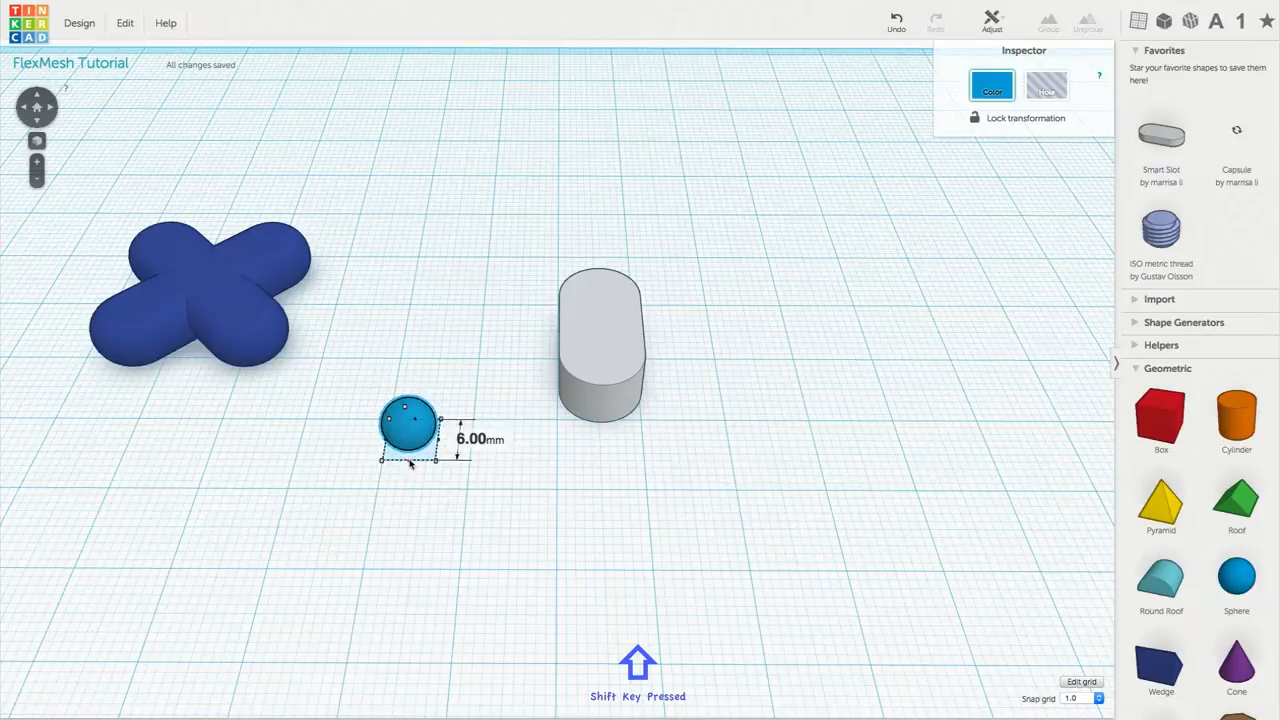 TIN
KER
CAD
Design
Edit
Help
Undo
Redo
Adjust
Group
Ungroup
A 1
FlexMesh Tutorial
All changes saved
?
Inspector
Color
Hole
?
Lock transformation
Favorites
Star your favorite shapes to save them
here!
Smart Slot
by marrisa li
Capsule
by marrisa li
ISO metric thread
by Gustav Olsson
Import
Shape Generators
Helpers
Geometric
Box
Cylinder
Pyramid
Roof
Round Roof
Sphere
Wedge
Cone
6.00mm
Shift Key Pressed
Edit grid
Snap grid 1.0